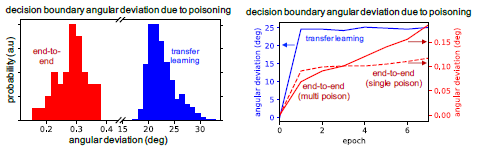 decision boundary angular deviation due to poisoning
probability (a.u)
end-to-
end
transfer
learning
0.2 0.3 0.4 15 20 25 30
angular deviation (deg)
decision boundary angular deviation due to poisoning
angular deviation (deg)
25
20
15
10
5
0
transfer learning
end-to-end
(multi poison)
end-to-end
(single poison)
0.15
0.10
0.05
0.00
angular deviation (deg)
0 2 4 6
epoch